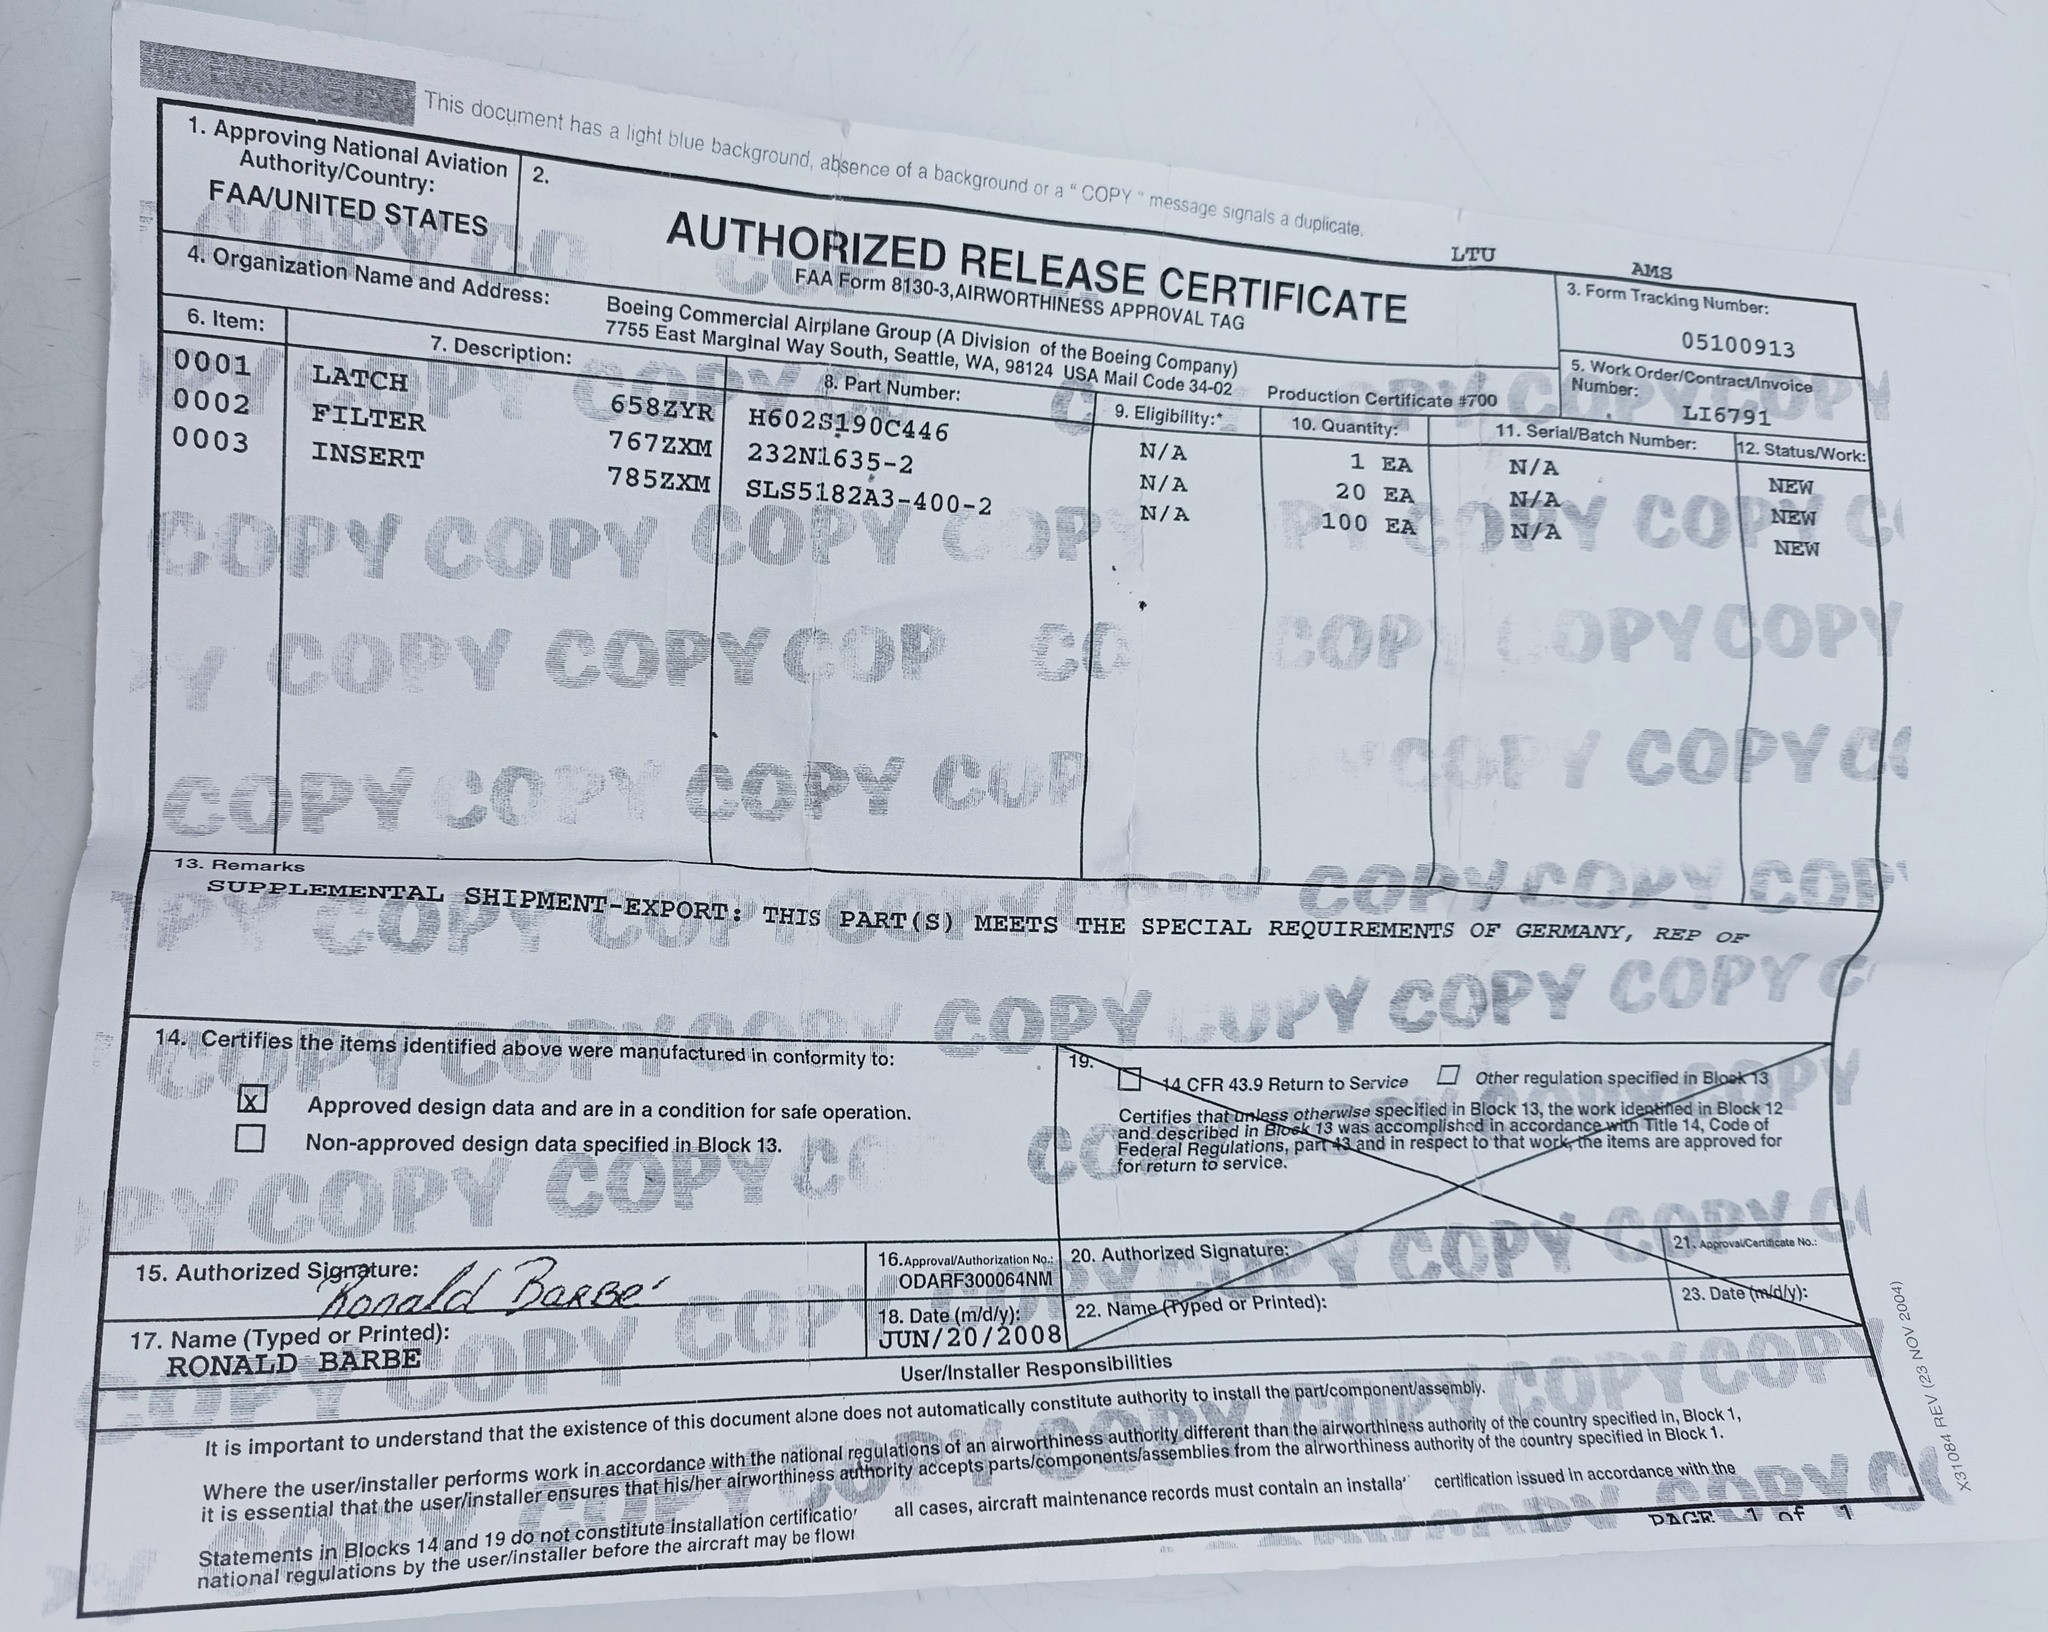 This document has a light blue background, absence of a background or a " COPY " message signals a duplicate.
LTU AMS
1. Approving National Aviation
Authority/Country:
FAA/UNITED STATES
2.
AUTHORIZED RELEASE CERTIFICATE
FAA Form 8130-3,AIRWORTHINESS APPROVAL TAG
3. Form Tracking Number:
05100913
4. Organization Name and Address:
Boeing Commercial Airplane Group (A Division of the Boeing Company)
7755 East Marginal Way South, Seattle, WA, 98124 USA Mail Code 34-02 Production Certificate #700
5. Work Order/Contract/Invoice
Number:
LI6791
6. Item: 7. Description: 8. Part Number: 9. Eligibility:* 10. Quantity: 11. Serial/Batch Number: 12. Status/Work:
0001 LATCH 658ZYR H602S190C446 N/A 1 EA N/A NEW
0002 FILTER 767ZXM 232N1635-2 N/A 20 EA N/A NEW
0003 INSERT 785ZXM SLS5182A3-400-2 N/A 100 EA N/A NEW
COPY COPY COPY COPY COPY
COPY COPY COPY COPY COPY
COPY COPY COPY COPY COPY
13. Remarks
SUPPLEMENTAL SHIPMENT-EXPORT: THIS PART(S) MEETS THE SPECIAL REQUIREMENTS OF GERMANY, REP OF
14. Certifies the items identified above were manufactured in conformity to:
X Approved design data and are in a condition for safe operation.
Non-approved design data specified in Block 13.
19.
14 CFR 43.9 Return to Service Other regulation specified in Block 13
Certifies that unless otherwise specified in Block 13, the work identified in Block 12
and described in Block 13 was accomplished in accordance with Title 14, Code of
Federal Regulations, part 43 and in respect to that work, the items are approved for
for return to service.
15. Authorized Signature:
Ronald Barbe
16.Approval/Authorization No.:
ODARF300064NM
20. Authorized Signature:
21. Approval/Certificate No.:
17. Name (Typed or Printed):
RONALD BARBE
18. Date (m/d/y):
JUN/20/2008
22. Name (Typed or Printed):
23. Date (m/d/y):
User/Installer Responsibilities
It is important to understand that the existence of this document alone does not automatically constitute authority to install the part/component/assembly.
Where the user/installer performs work in accordance with the national regulations of an airworthiness authority different than the airworthiness authority of the country specified in, Block 1,
it is essential that the user/installer ensures that his/her airworthiness authority accepts parts/components/assemblies from the airworthiness authority of the country specified in Block 1.
Statements in Blocks 14 and 19 do not constitute installation certificatio all cases, aircraft maintenance records must contain an installa certification issued in accordance with the
national regulations by the user/installer before the aircraft may be flow
PAGE 1 of 1
X31084 REV (23 NOV 2004)